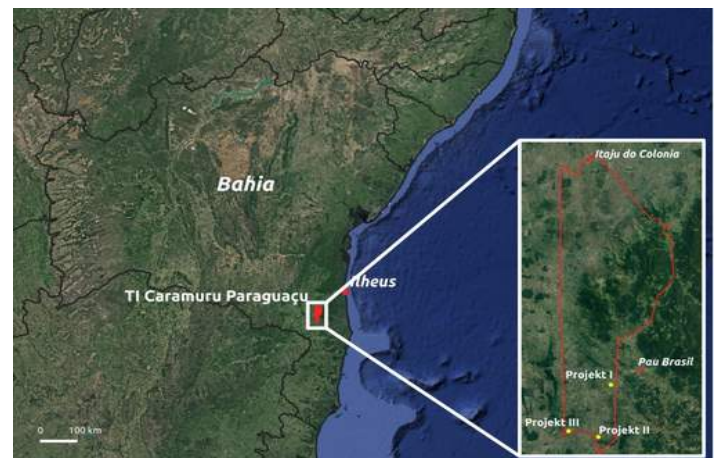 Itaju do Colonia
Bahia
Ilheus
TI Caramuru Paraguaçu
Pau Brasil
Projekt I
Projekt III
Projekt II
0 100 km